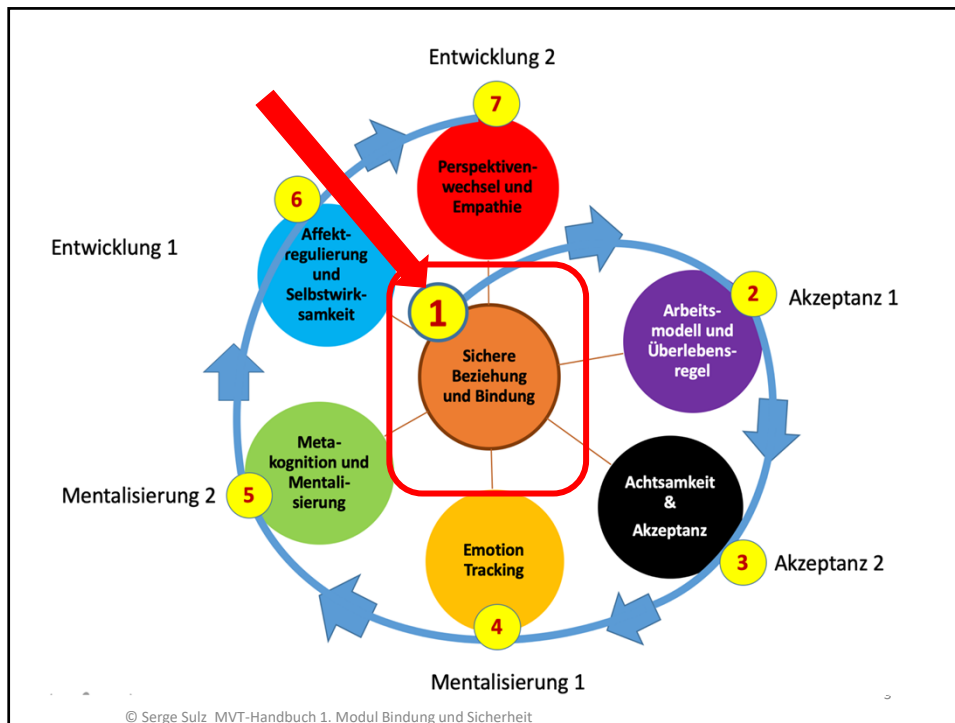 Entwicklung 2
7
Perspektiven-
wechsel und
Empathie
6
Affekt-
regulierung
und
Selbstwirk-
samkeit
Entwicklung 1
1
Sichere
Beziehung
und Bindung
2
Akzeptanz 1
Arbeits-
modell und
Überlebens-
regel
Meta-
kognition und
Mentali-
sierung
Mentalisierung 2
5
Achtsamkeit
&
Akzeptanz
3
Akzeptanz 2
Emotion
Tracking
4
Mentalisierung 1
© Serge Sulz MVT-Handbuch 1. Modul Bindung und Sicherheit